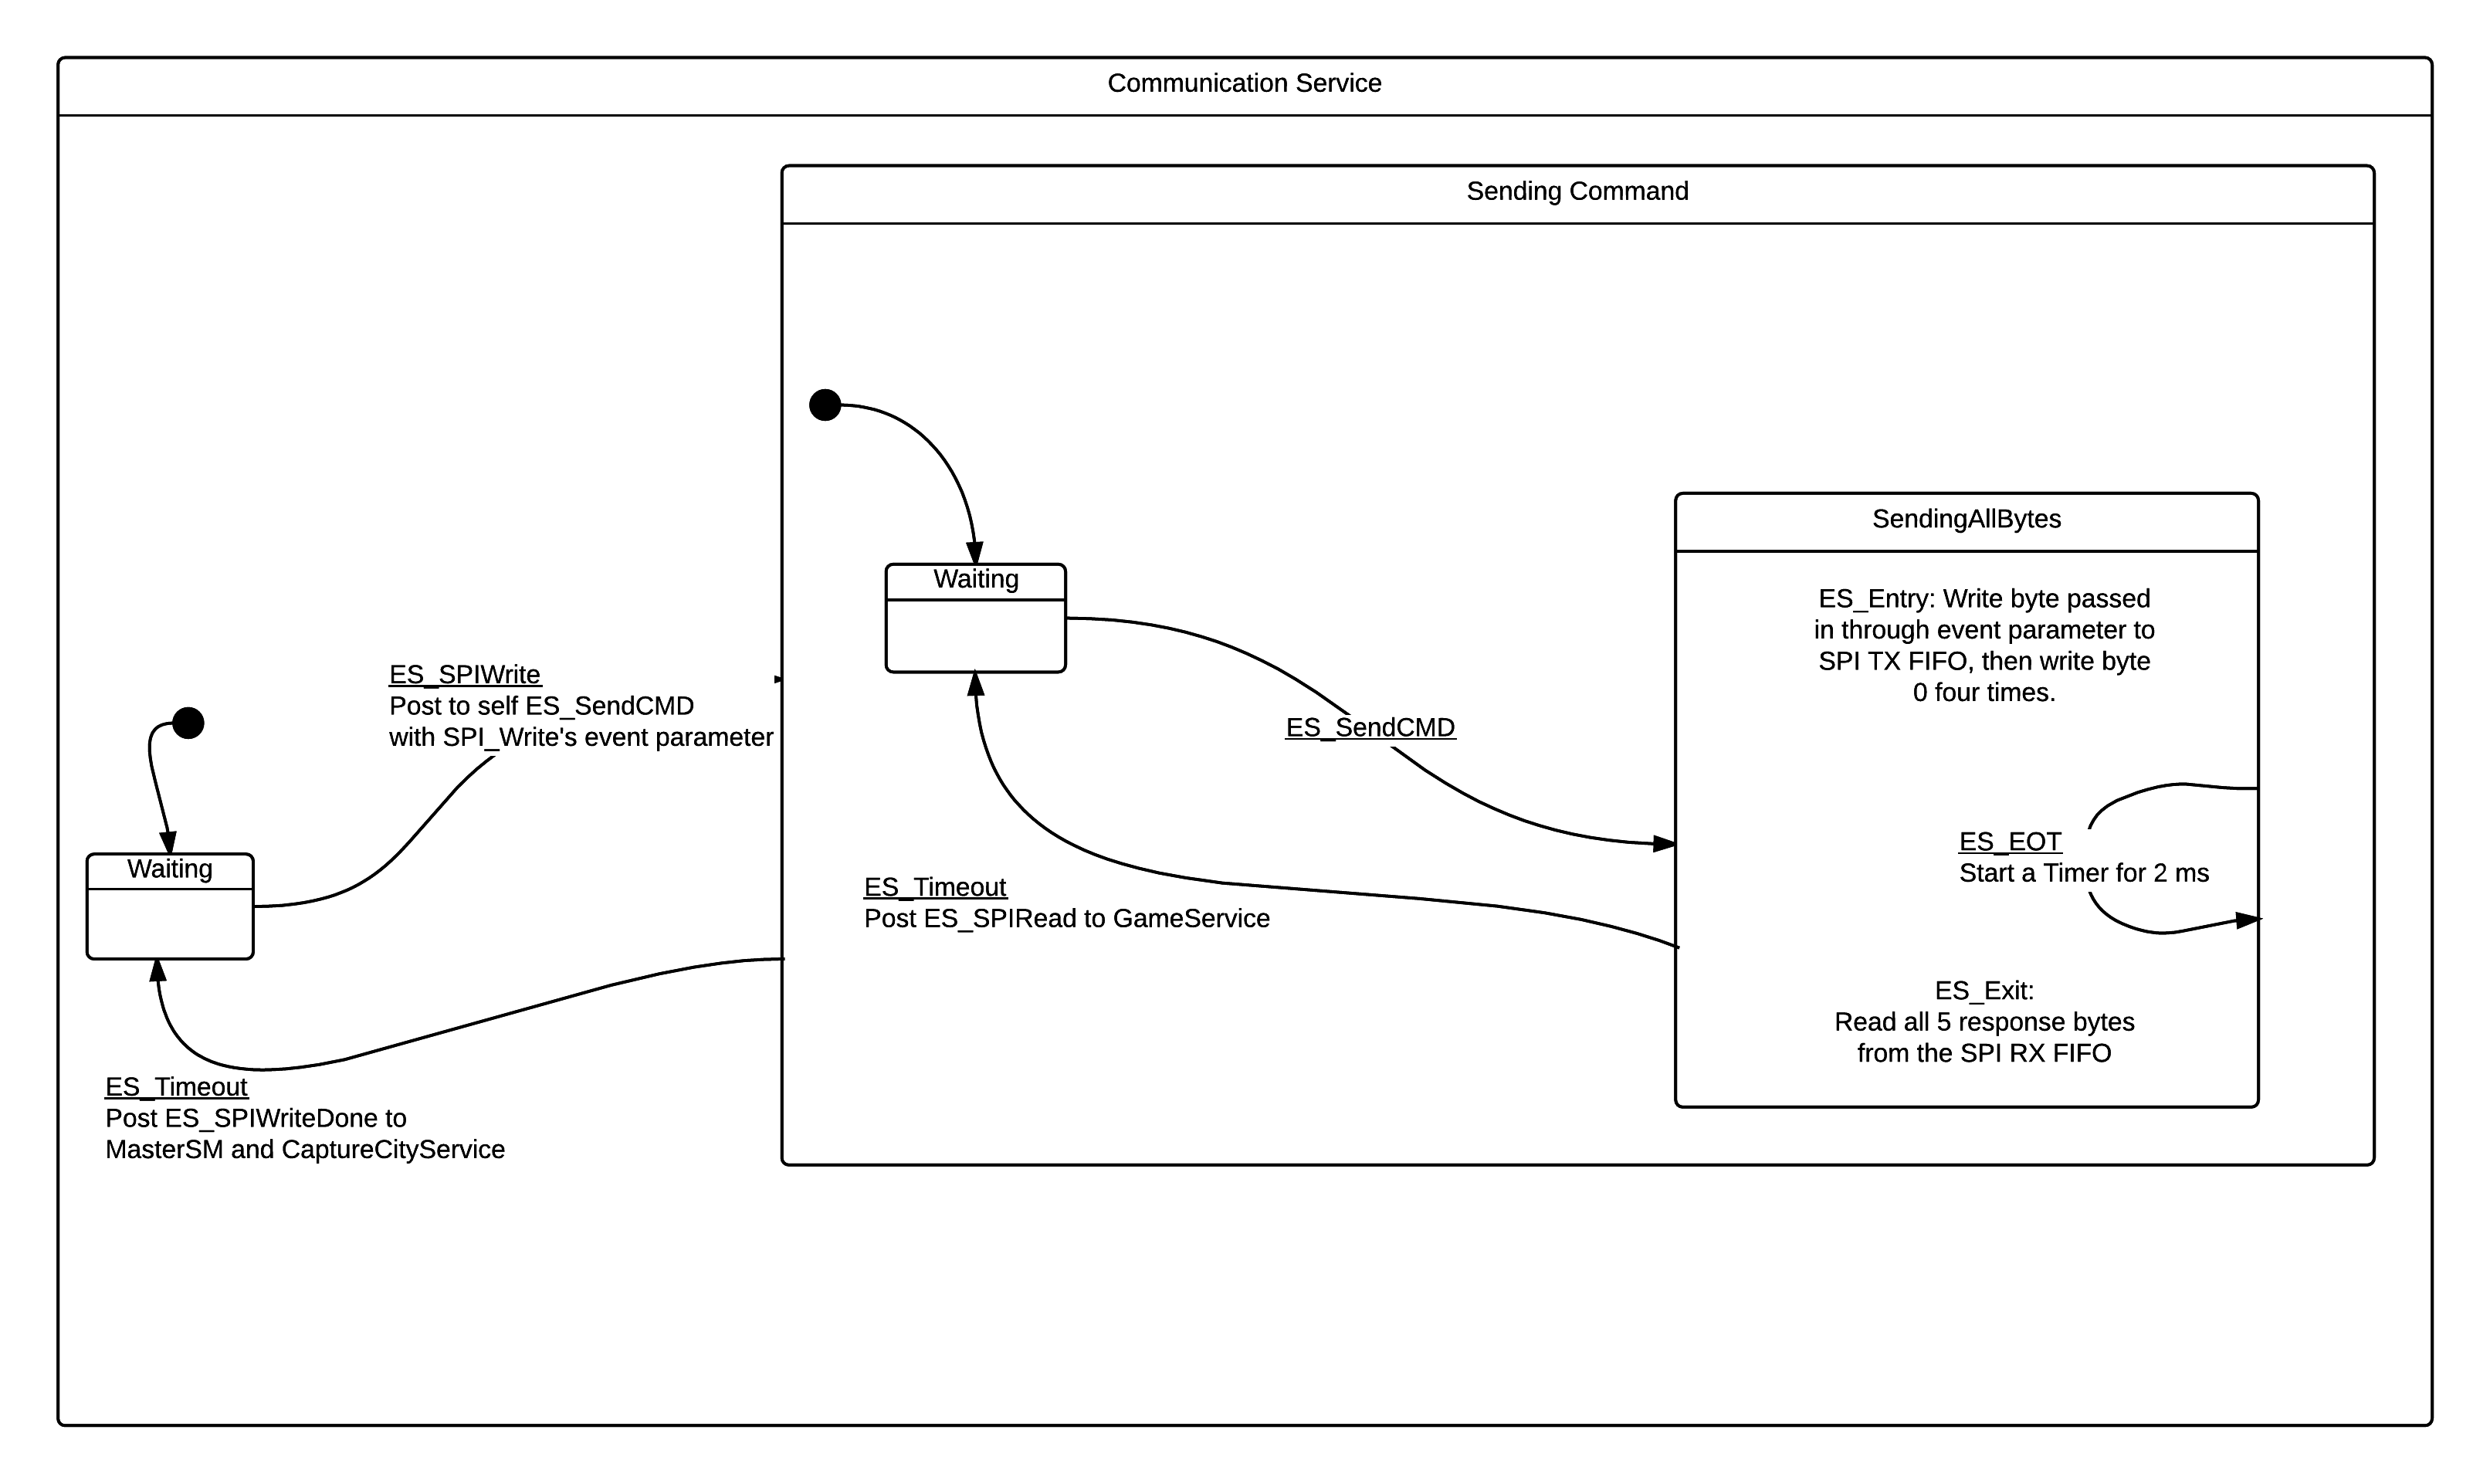 Communication Service
Sending Command
SendingAllBytes
Waiting
ES_Entry: Write byte passed
in through event parameter to
SPI TX FIFO, then write byte
0 four times.
ES_SPIWrite
Post to self ES_SendCMD
with SPI_Write's event parameter
ES_SendCMD
Waiting
ES_EOT
Start a Timer for 2 ms
ES_Timeout
Post ES_SPIRead to GameService
ES_Exit:
Read all 5 response bytes
from the SPI RX FIFO
ES_Timeout
Post ES_SPIWriteDone to
MasterSM and CaptureCityService